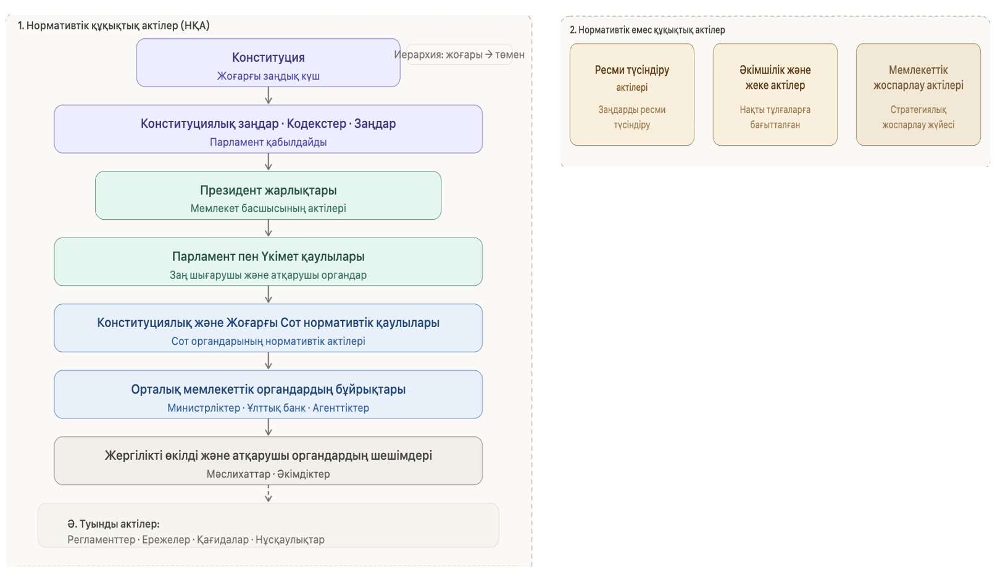 1. Нормативтік құқықтық актілер (НҚА)
Конституция
Жоғарғы заңдық күш
Иерархия: жоғары → төмен
Конституциялық заңдар · Кодекстер · Заңдар
Парламент қабылдайды
Президент жарлықтары
Мемлекет басшысының актілері
Парламент пен Үкімет қаулылары
Заң шығарушы және атқарушы органдар
Конституциялық және Жоғарғы Сот нормативтік қаулылары
Сот органдарының нормативтік актілері
Орталық мемлекеттік органдардың бұйрықтары
Министрліктер · Ұлттық банк · Агенттіктер
Жергілікті өкілді және атқарушы органдардың шешімдері
Мәслихаттар · Әкімдіктер
Ә. Туынды актілер:
Регламенттер · Ережелер · Қағидалар · Нұсқаулықтар
2. Нормативтік емес құқықтық актілер
Ресми түсіндіру
актілері
Заңдарды ресми
түсіндіру
Әкімшілік және
жеке актілер
Нақты тұлғаларға
бағытталған
Мемлекеттік
жоспарлау актілері
Стратегиялық
жоспарлау жүйесі